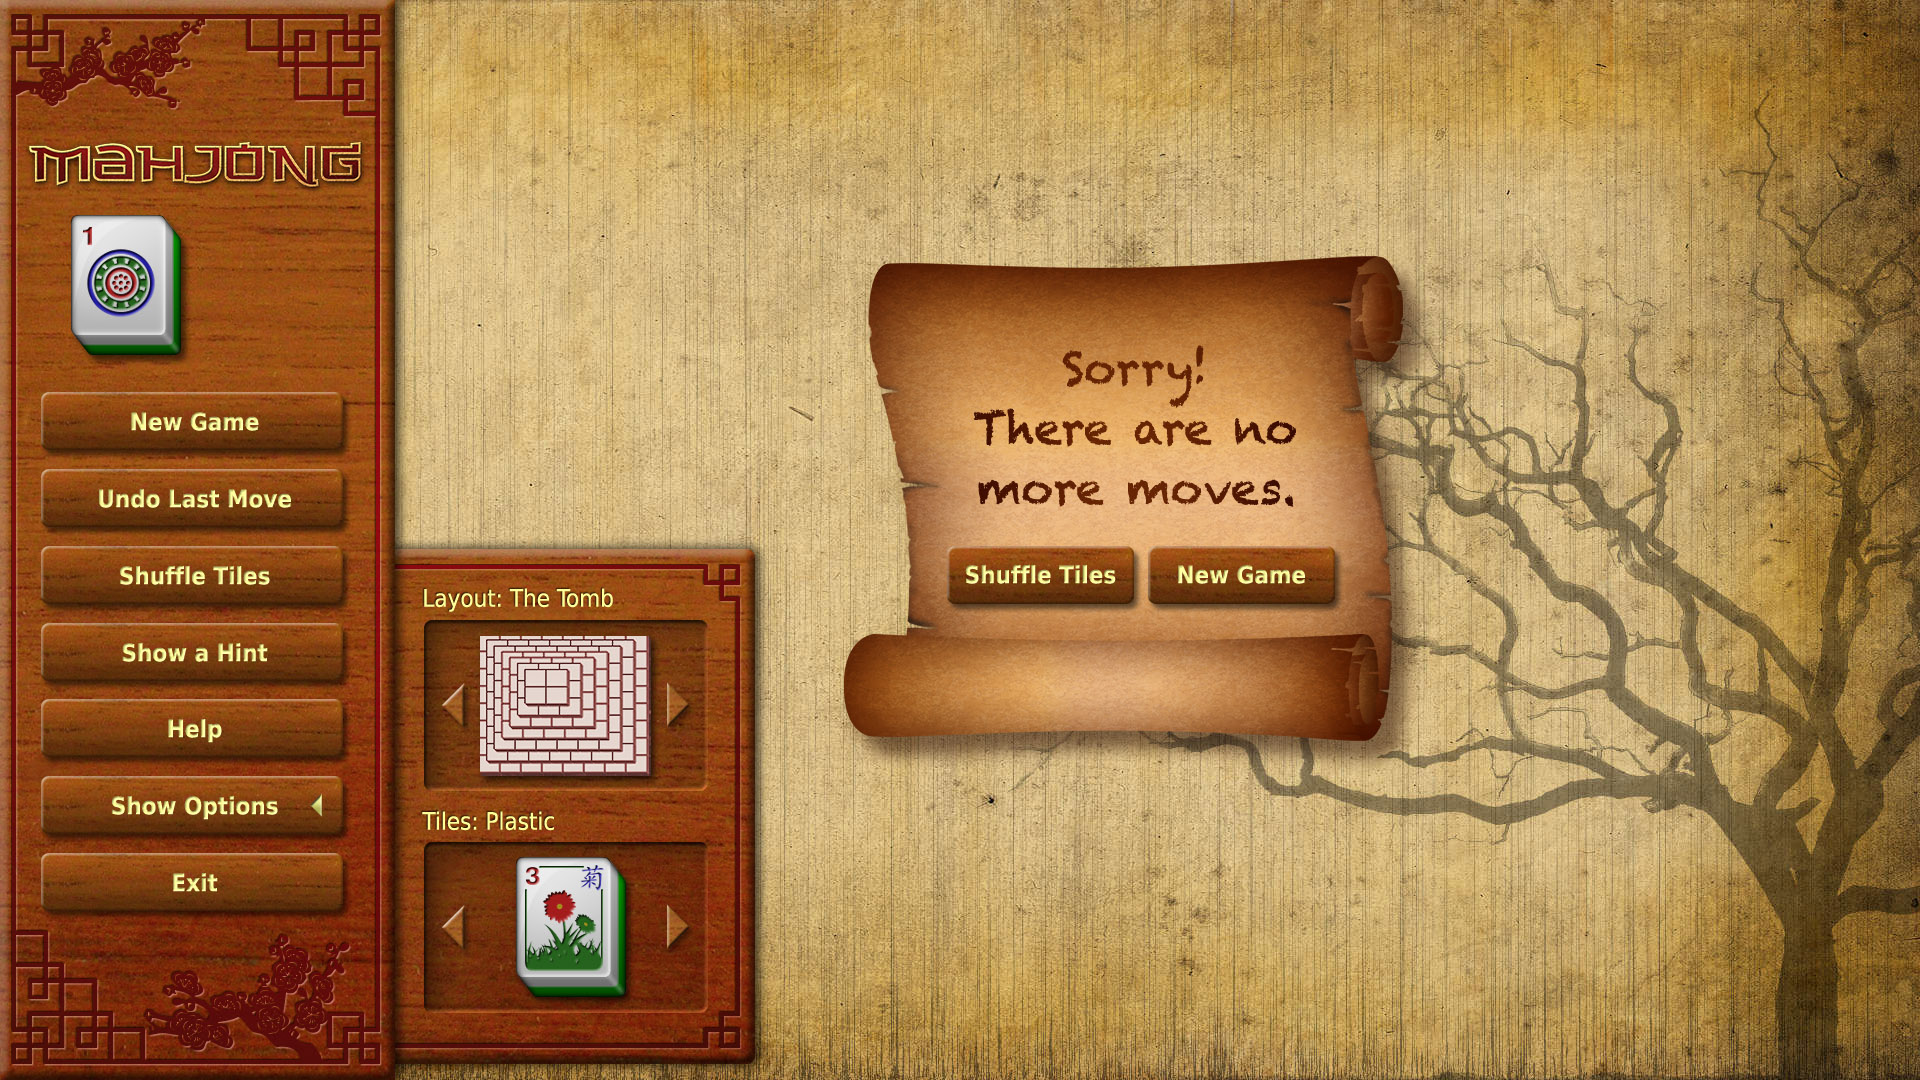 MAHJONG
1
New Game
Undo Last Move
Shuffle Tiles
Show a Hint
Help
Show Options
Exit
Layout: The Tomb
Tiles: Plastic
3 菊
Sorry!
There are no
more moves.
Shuffle Tiles
New Game